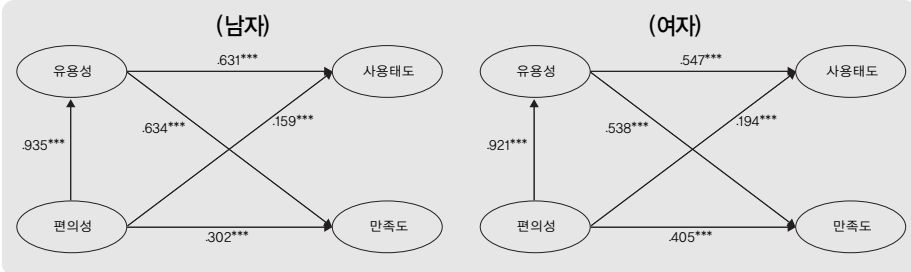 (남자)
유용성
.631***
사용태도
.935***
.634***
.159***
편의성
.302***
만족도
(여자)
유용성
.547***
사용태도
.921***
.538***
.194***
편의성
.405***
만족도